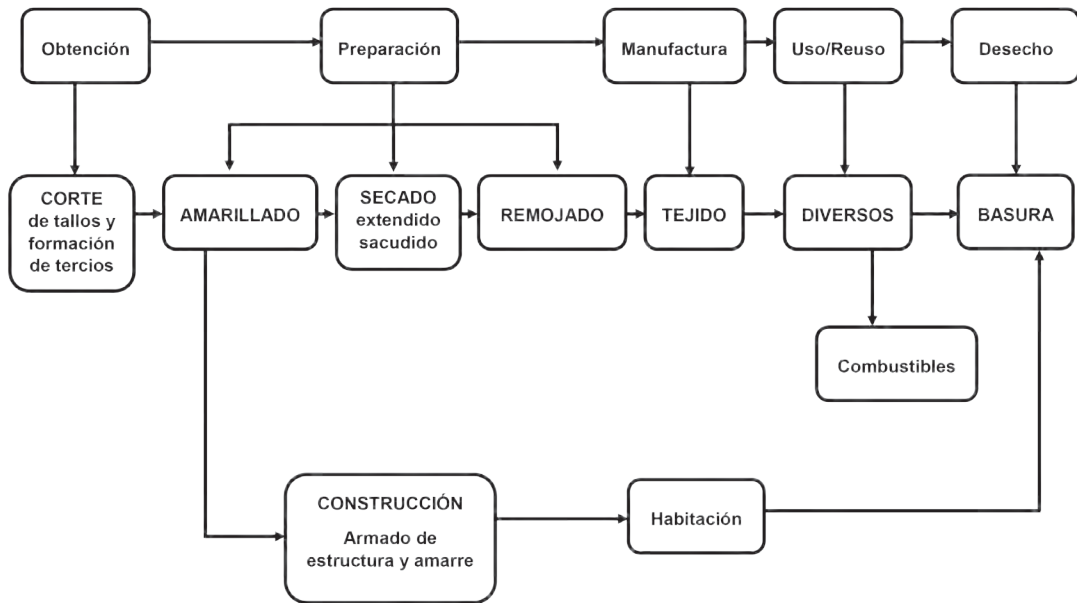 Obtención
Preparación
Manufactura
Uso/Reuso
Desecho
CORTE
de tallos y
formación
de tercios
AMARILLADO
SECADO
extendido
sacudido
REMOJADO
TEJIDO
DIVERSOS
BASURA
Combustibles
CONSTRUCCIÓN
Armado de
estructura y amarre
Habitación